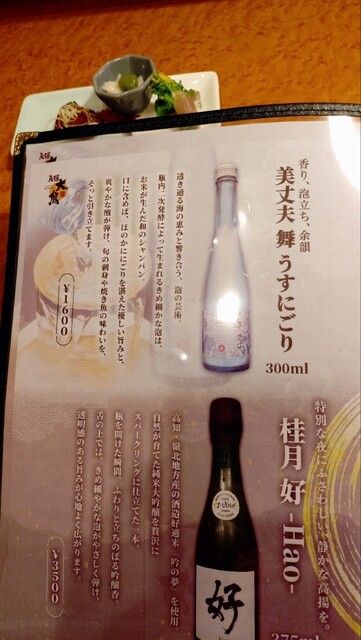 香り、泡立ち、余韻
美丈夫 舞 うすにごり
300ml
透き通る海の恵みと響き合う、泡の芸術。
瓶内二次発酵によって生まれるきめ細かな泡は、
お米が生んだ和のシャンパン。
口に含めば、ほのかににごりを湛えた優しい旨みと、
爽やかな酸が弾け、旬の刺身や焼き魚の味わいを、
そっと引き立てます。
¥1600
特別な夜にふさわしい、静かな高揚を。
桂月 好 -Hao-
375ml
高知・嶺北地方産の酒造好適米「吟の夢」を使用。
自然が育てた純米大吟醸を贅沢に
スパークリングに仕立てた一本。
瓶を開けた瞬間、ふわりと立ちのぼる吟醸香。
舌の上では、きめ細やかな泡がやさしく弾け、
透明感のある旨みが心地よく広がります。
¥3500
好